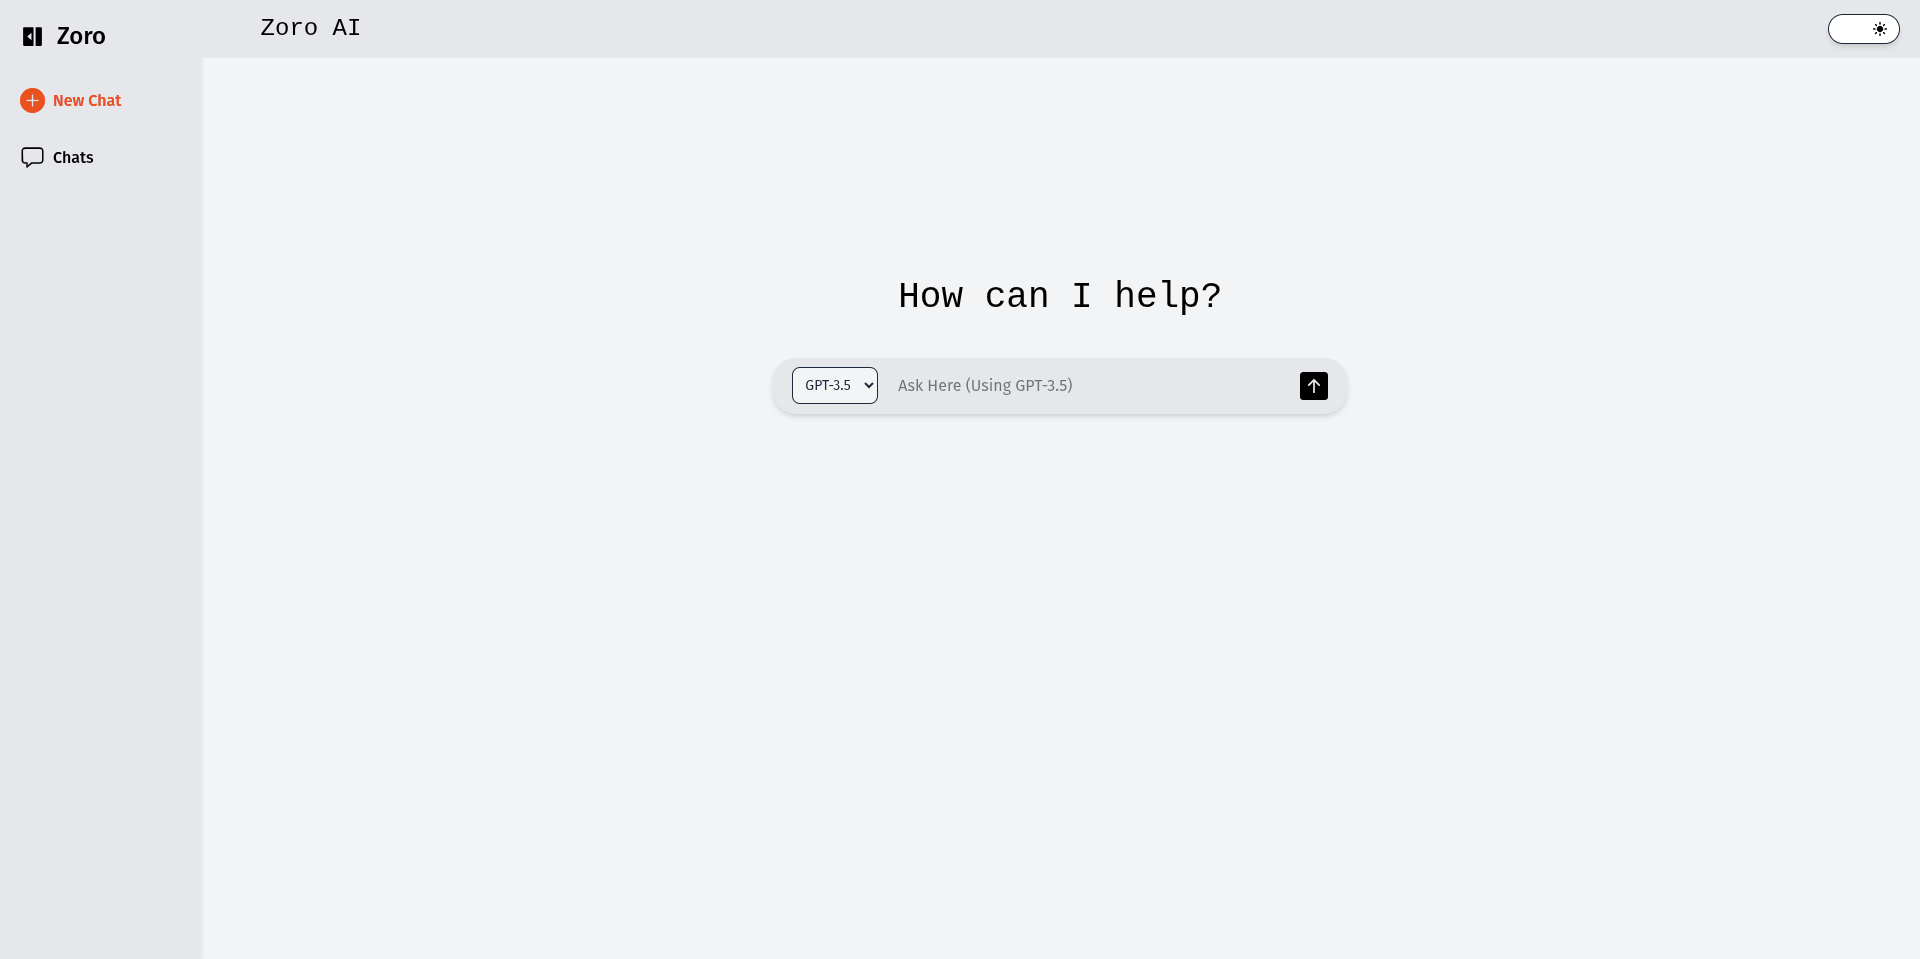 Zoro
New Chat
Chats
Zoro AI
How can I help?
GPT-3.5
Ask Here (Using GPT-3.5)